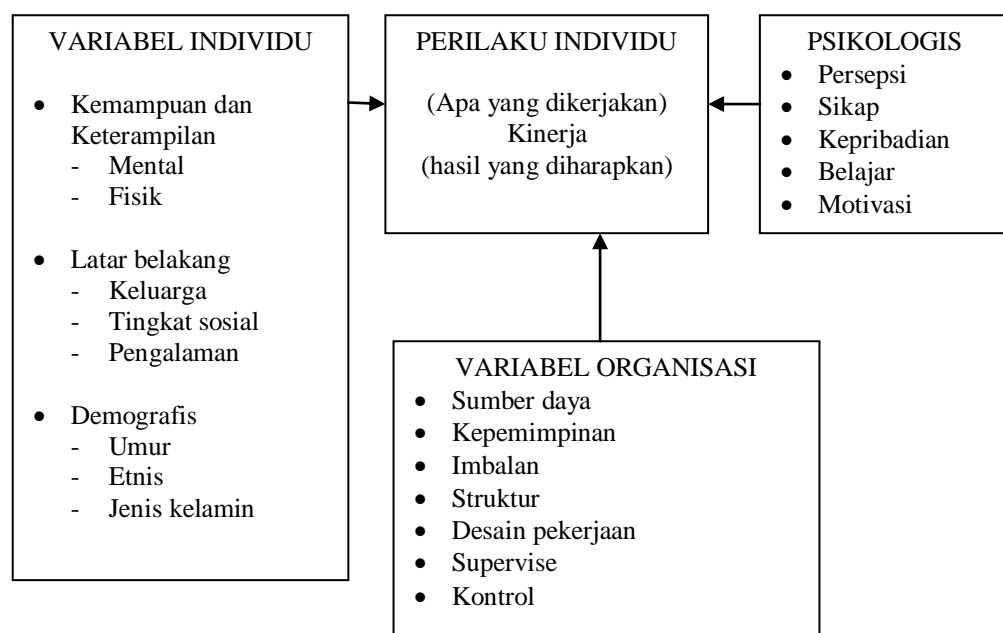 VARIABEL INDIVIDU
• Kemampuan dan
Keterampilan
- Mental
- Fisik
• Latar belakang
- Keluarga
- Tingkat sosial
- Pengalaman
• Demografis
- Umur
- Etnis
- Jenis kelamin
PERILAKU INDIVIDU
(Apa yang dikerjakan)
Kinerja
(hasil yang diharapkan)
PSIKOLOGIS
• Persepsi
• Sikap
• Kepribadian
• Belajar
• Motivasi
VARIABEL ORGANISASI
• Sumber daya
• Kepemimpinan
• Imbalan
• Struktur
• Desain pekerjaan
• Supervise
• Kontrol